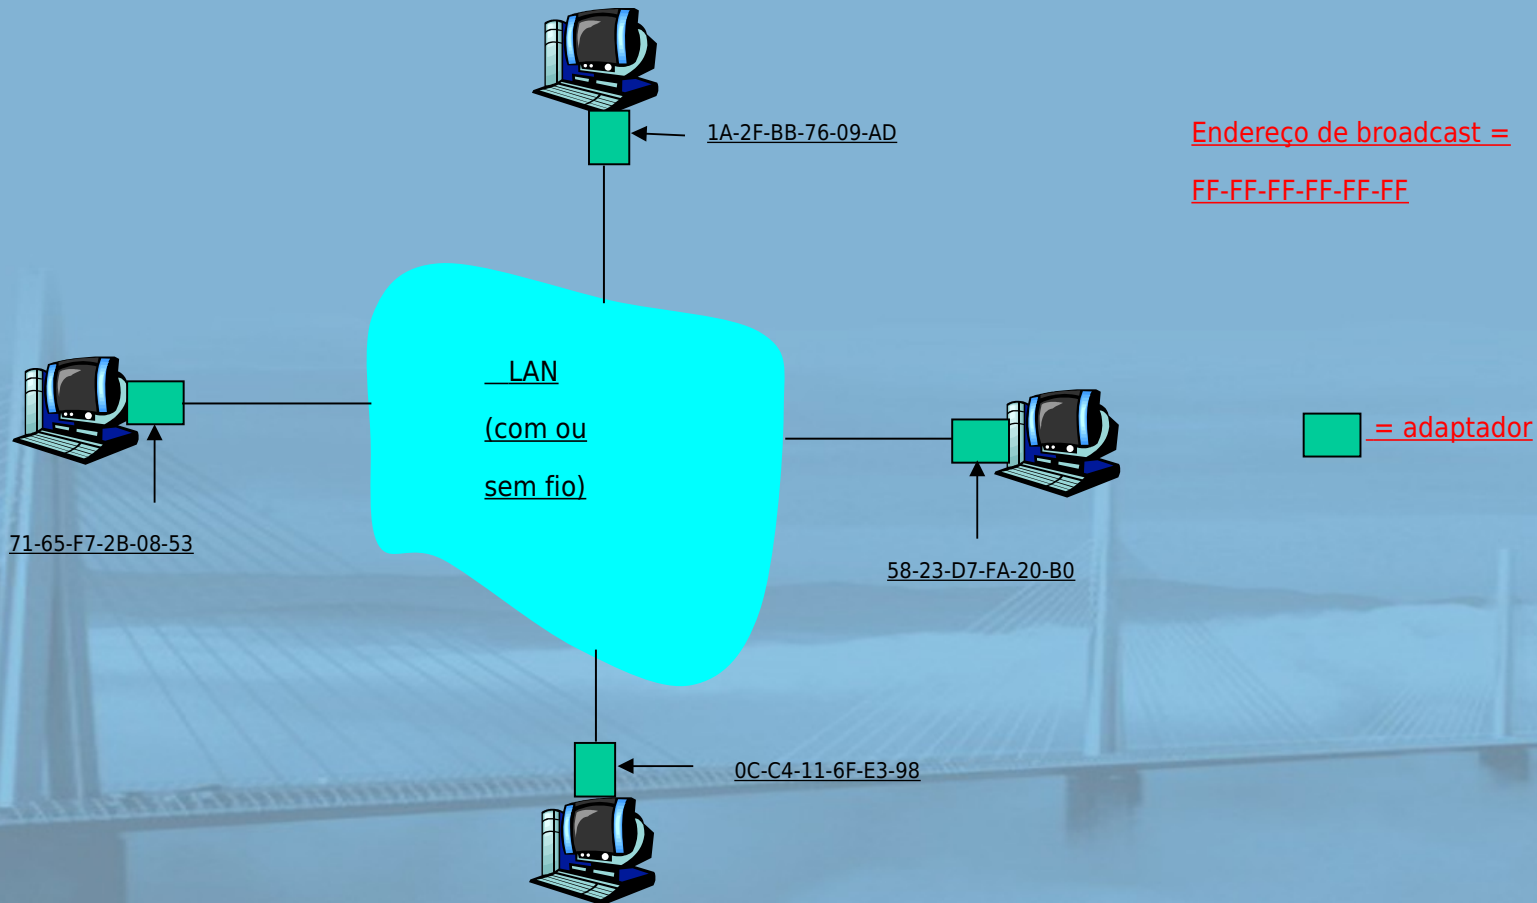 1A-2F-BB-76-09-AD
Endereço de broadcast =
FF-FF-FF-FF-FF-FF
LAN
(com ou
sem fio)
= adaptador
71-65-F7-2B-08-53
58-23-D7-FA-20-B0
0C-C4-11-6F-E3-98